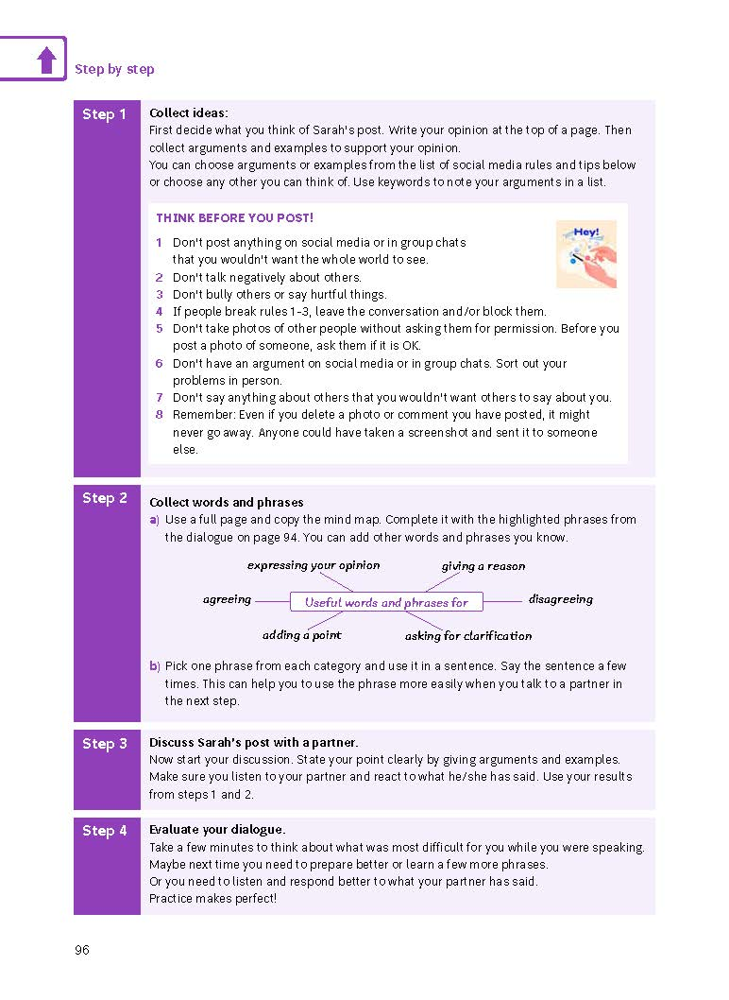 Step by step
Step 1
Collect ideas:
First decide what you think of Sarah's post. Write your opinion at the top of a page. Then
collect arguments and examples to support your opinion.
You can choose arguments or examples from the list of social media rules and tips below
or choose any other you can think of. Use keywords to note your arguments in a list.
THINK BEFORE YOU POST!
Hey!
1 Don't post anything on social media or in group chats
that you wouldn't want the whole world to see.
2 Don't talk negatively about others.
3 Don't bully others or say hurtful things.
4 If people break rules 1–3, leave the conversation and/or block them.
5 Don't take photos of other people without asking them for permission. Before you
post a photo of someone, ask them if it is OK.
6 Don't have an argument on social media or in group chats. Sort out your
problems in person.
7 Don't say anything about others that you wouldn't want others to say about you.
8 Remember: Even if you delete a photo or comment you have posted, it might
never go away. Anyone could have taken a screenshot and sent it to someone
else.
Step 2
Collect words and phrases
a) Use a full page and copy the mind map. Complete it with the highlighted phrases from
the dialogue on page 94. You can add other words and phrases you know.
expressing your opinion giving a reason
agreeing Useful words and phrases for disagreeing
adding a point asking for clarification
b) Pick one phrase from each category and use it in a sentence. Say the sentence a few
times. This can help you to use the phrase more easily when you talk to a partner in
the next step.
Step 3
Discuss Sarah's post with a partner.
Now start your discussion. State your point clearly by giving arguments and examples.
Make sure you listen to your partner and react to what he/she has said. Use your results
from steps 1 and 2.
Step 4
Evaluate your dialogue.
Take a few minutes to think about what was most difficult for you while you were speaking.
Maybe next time you need to prepare better or learn a few more phrases.
Or you need to listen and respond better to what your partner has said.
Practice makes perfect!
96